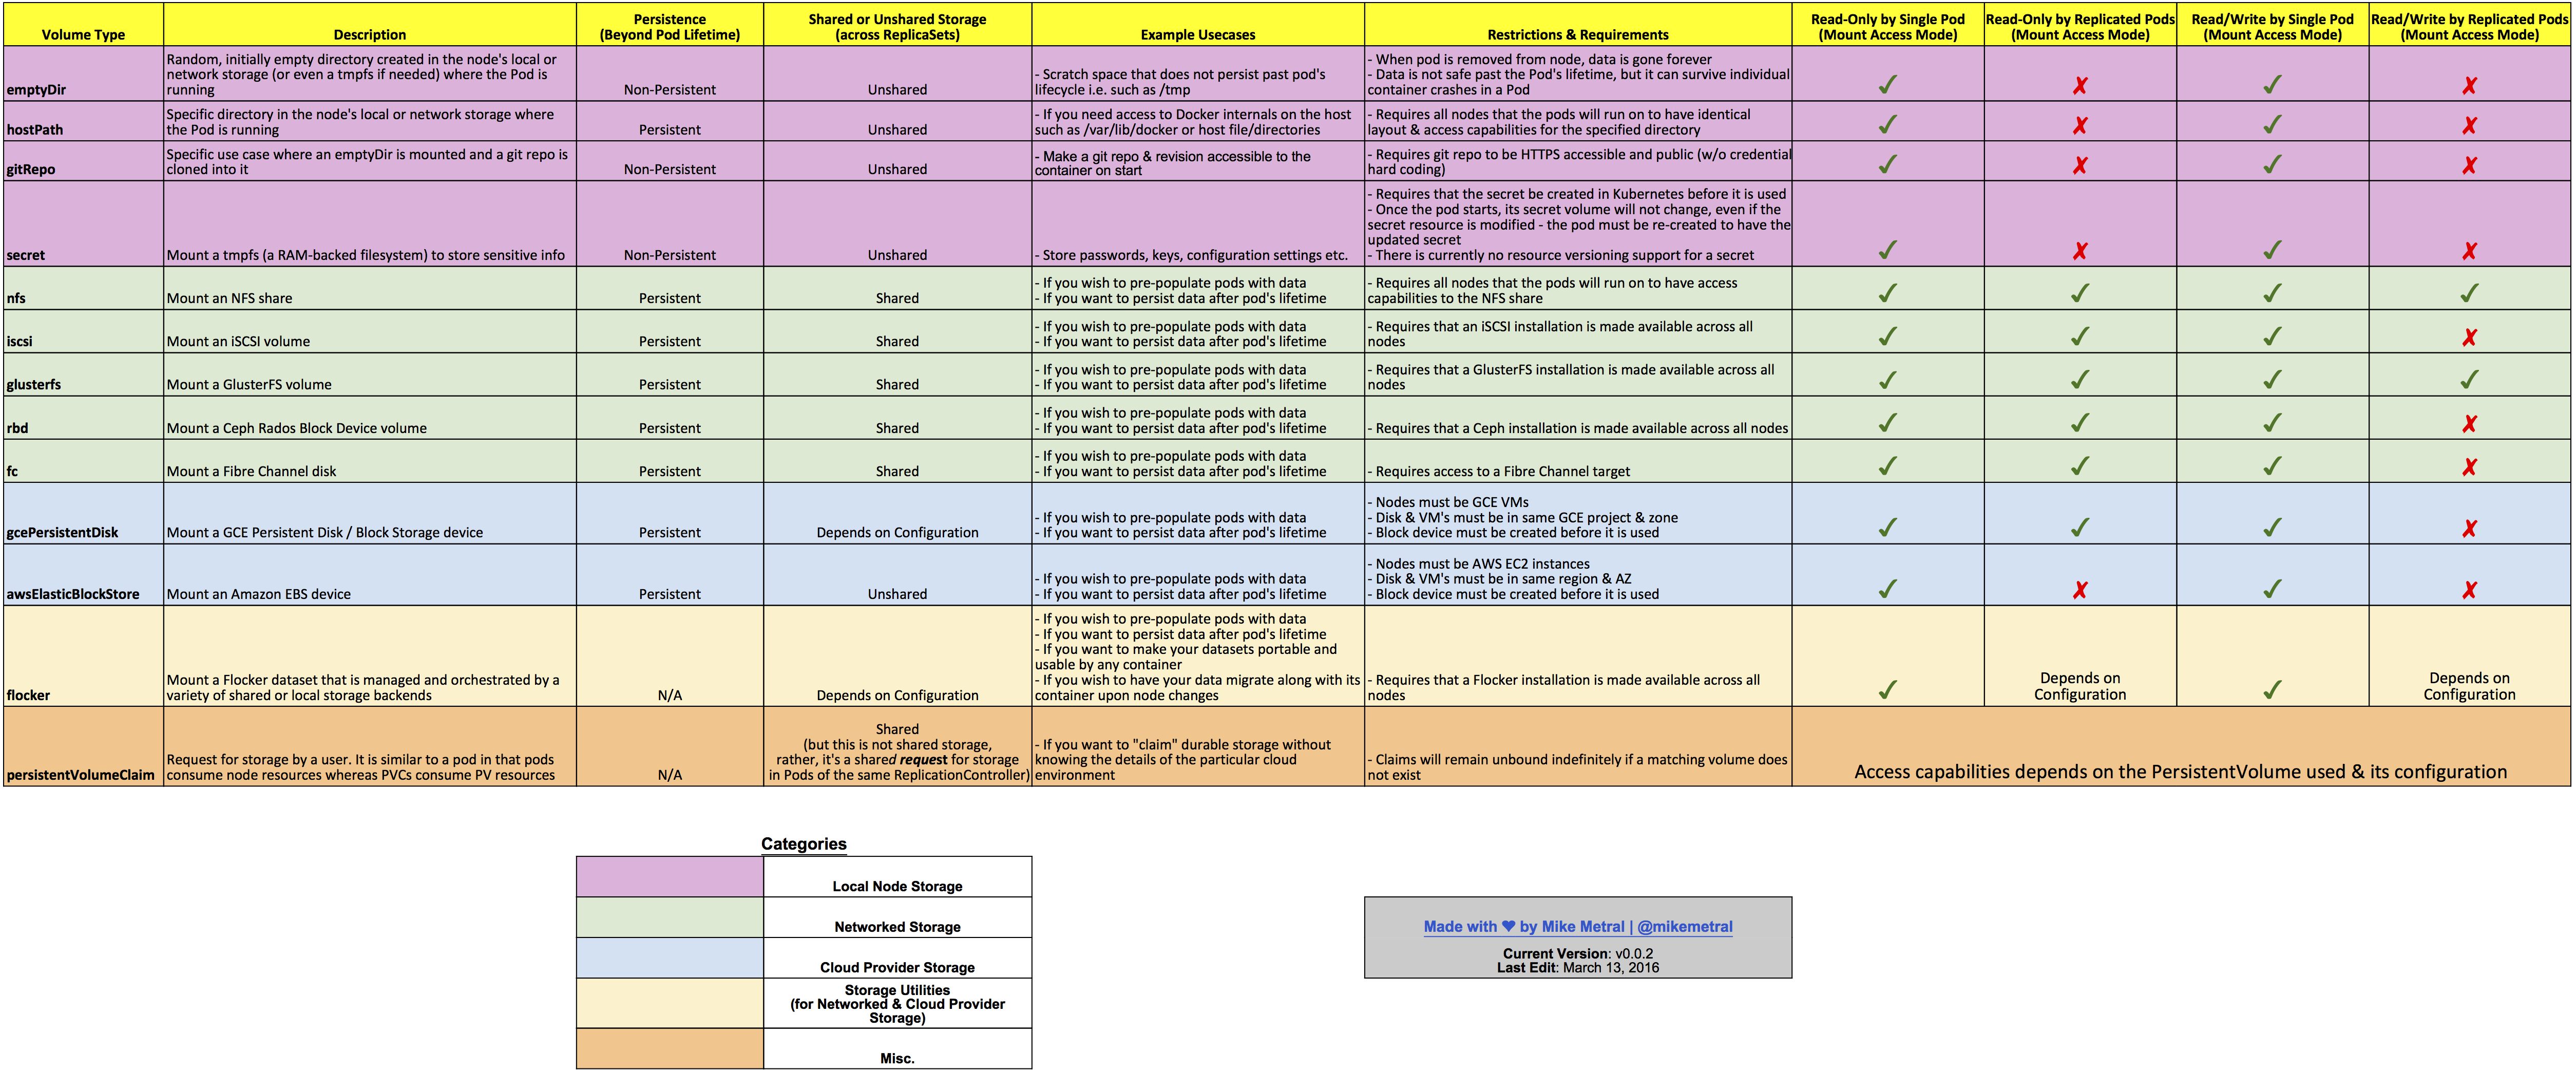 Volume Type
Description
Persistence
(Beyond Pod Lifetime)
Shared or Unshared Storage
(across ReplicaSets)
Example Usecases
Restrictions & Requirements
Read-Only by Single Pod
(Mount Access Mode)
Read-Only by Replicated Pods
(Mount Access Mode)
Read/Write by Single Pod
(Mount Access Mode)
Read/Write by Replicated Pods
(Mount Access Mode)
emptyDir
Random, initially empty directory created in the node's local or
network storage (or even a tmpfs if needed) where the Pod is
running
Non-Persistent
Unshared
- Scratch space that does not persist past pod's
lifecycle i.e. such as /tmp
- When pod is removed from node, data is gone forever
- Data is not safe past the Pod's lifetime, but it can survive individual
container crashes in a Pod
✓
✗
✓
✗
hostPath
Specific directory in the node's local or network storage where
the Pod is running
Persistent
Unshared
- If you need access to Docker internals on the host
such as /var/lib/docker or host file/directories
- Requires all nodes that the pods will run on to have identical
layout & access capabilities for the specified directory
✓
✗
✓
✗
gitRepo
Specific use case where an emptyDir is mounted and a git repo is
cloned into it
Non-Persistent
Unshared
- Make a git repo & revision accessible to the
container on start
- Requires git repo to be HTTPS accessible and public (w/o credential
hard coding)
✓
✗
✓
✗
secret
Mount a tmpfs (a RAM-backed filesystem) to store sensitive info
Non-Persistent
Unshared
- Store passwords, keys, configuration settings etc.
- Requires that the secret be created in Kubernetes before it is used
- Once the pod starts, its secret volume will not change, even if the
secret resource is modified - the pod must be re-created to have the
updated secret
- There is currently no resource versioning support for a secret
✓
✗
✓
✗
nfs
Mount an NFS share
Persistent
Shared
- If you wish to pre-populate pods with data
- If you want to persist data after pod's lifetime
- Requires all nodes that the pods will run on to have access
capabilities to the NFS share
✓
✓
✓
✓
iscsi
Mount an iSCSI volume
Persistent
Shared
- If you wish to pre-populate pods with data
- If you want to persist data after pod's lifetime
- Requires that an iSCSI installation is made available across all
nodes
✓
✓
✓
✗
glusterfs
Mount a GlusterFS volume
Persistent
Shared
- If you wish to pre-populate pods with data
- If you want to persist data after pod's lifetime
- Requires that a GlusterFS installation is made available across all
nodes
✓
✓
✓
✓
rbd
Mount a Ceph Rados Block Device volume
Persistent
Shared
- If you wish to pre-populate pods with data
- If you want to persist data after pod's lifetime
- Requires that a Ceph installation is made available across all nodes
✓
✓
✓
✗
fc
Mount a Fibre Channel disk
Persistent
Shared
- If you wish to pre-populate pods with data
- If you want to persist data after pod's lifetime
- Requires access to a Fibre Channel target
✓
✓
✓
✗
gcePersistentDisk
Mount a GCE Persistent Disk / Block Storage device
Persistent
Depends on Configuration
- If you wish to pre-populate pods with data
- If you want to persist data after pod's lifetime
- Nodes must be GCE VMs
- Disk & VM's must be in same GCE project & zone
- Block device must be created before it is used
✓
✓
✓
✗
awsElasticBlockStore
Mount an Amazon EBS device
Persistent
Unshared
- If you wish to pre-populate pods with data
- If you want to persist data after pod's lifetime
- Nodes must be AWS EC2 instances
- Disk & VM's must be in same region & AZ
- Block device must be created before it is used
✓
✗
✓
✗
flocker
Mount a Flocker dataset that is managed and orchestrated by a
variety of shared or local storage backends
N/A
Depends on Configuration
- If you wish to pre-populate pods with data
- If you want to persist data after pod's lifetime
- If you want to make your datasets portable and
usable by any container
- If you wish to have your data migrate along with its
container upon node changes
- Requires that a Flocker installation is made available across all
nodes
✓
Depends on
Configuration
✓
Depends on
Configuration
persistentVolumeClaim
Request for storage by a user. It is similar to a pod in that pods
consume node resources whereas PVCs consume PV resources
N/A
Shared
(but this is not shared storage,
rather, it's a shared request for storage
in Pods of the same ReplicationController)
- If you want to "claim" durable storage without
knowing the details of the particular cloud
environment
- Claims will remain unbound indefinitely if a matching volume does
not exist
Access capabilities depends on the PersistentVolume used & its configuration
Categories
Local Node Storage
Networked Storage
Cloud Provider Storage
Storage Utilities
(for Networked & Cloud Provider
Storage)
Misc.
Made with ♥ by Mike Metral | @mikemetral
Current Version: v0.0.2
Last Edit: March 13, 2016